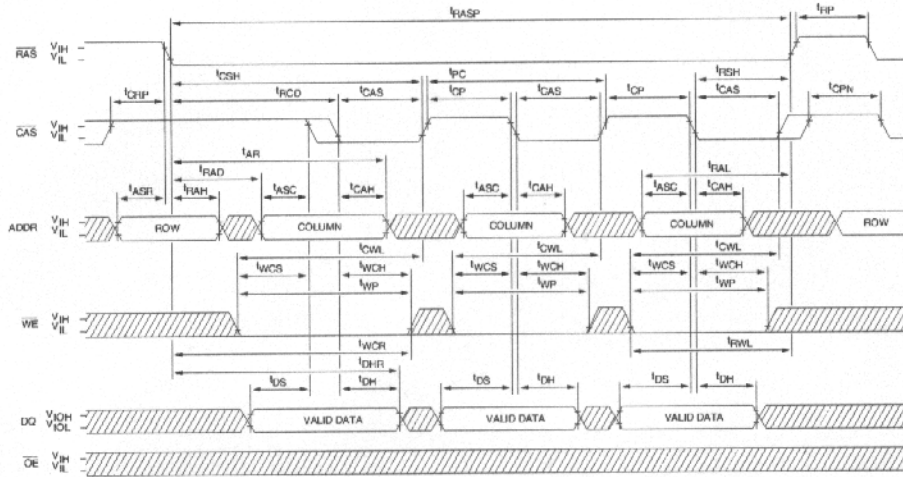 tRASP tRP
RAS VIH VIL
tCSH tPC tRSH
tCRP tRCD tCAS tCP tCAS tCP tCAS tCPN
CAS VIH VIL
tAR tRAL
tRAD
tASR tRAH tASC tCAH tASC tCAH tASC tCAH
ADDR VIH VIL ROW COLUMN COLUMN COLUMN ROW
tCWL tCWL tCWL
tWCS tWCH tWCS tWCH tWCS tWCH
tWP tWP tWP
WE VIH VIL
tWCR tRWL
tDHR
tDS tDH tDS tDH tDS tDH
DQ VIOH VIOL VALID DATA VALID DATA VALID DATA
OE VIH VIL